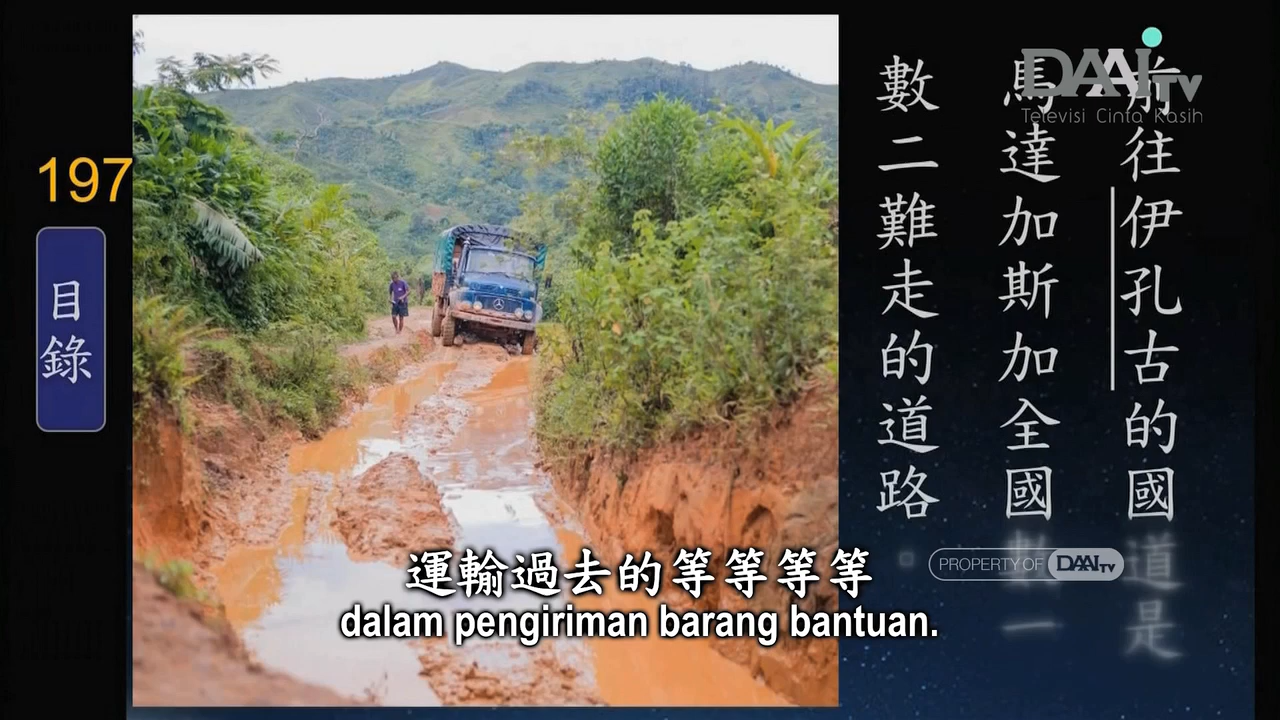 197
目錄
DAAI TV
Televisi Cinta Kasih
前往伊孔古的國道是
馬達加斯加全國數一
數二難走的道路。
PROPERTY OF DAAI TV
運輸過去的等等等等
dalam pengiriman barang bantuan.